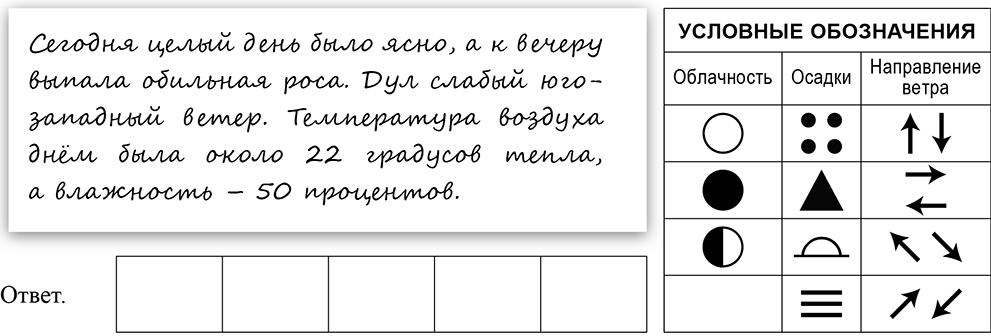 Сегодня целый день было ясно, а к вечеру
выпала обильная роса. Дул слабый юго-
западный ветер. Температура воздуха
днём была около 22 градусов тепла,
а влажность – 50 процентов.
Ответ.
УСЛОВНЫЕ ОБОЗНАЧЕНИЯ
Облачность
Осадки
Направление
ветра